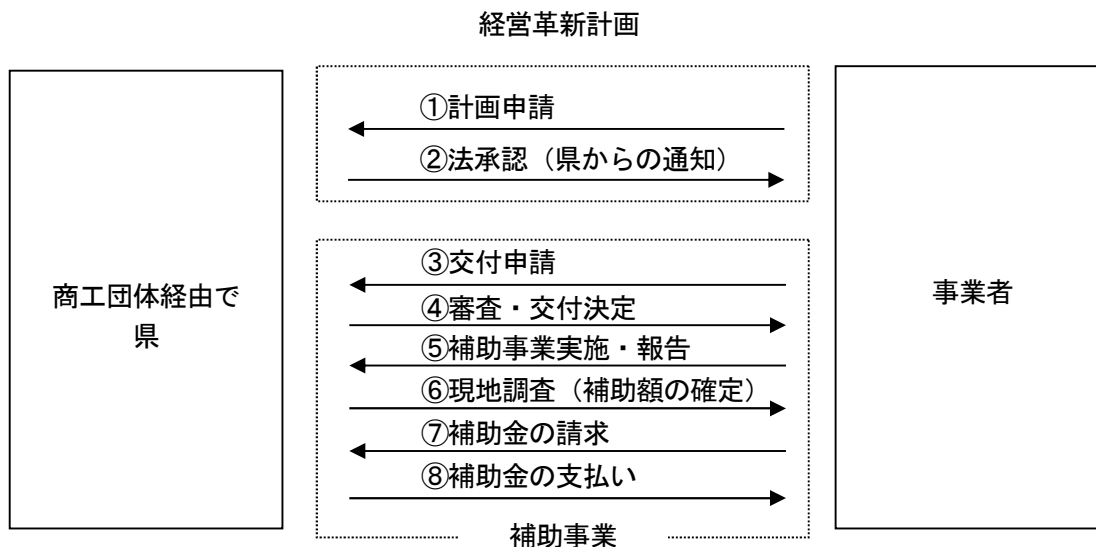 経営革新計画
①計画申請
②法承認（県からの通知）
商工団体経由で
県
③交付申請
④審査・交付決定
⑤補助事業実施・報告
⑥現地調査（補助額の確定）
⑦補助金の請求
⑧補助金の支払い
補助事業
事業者